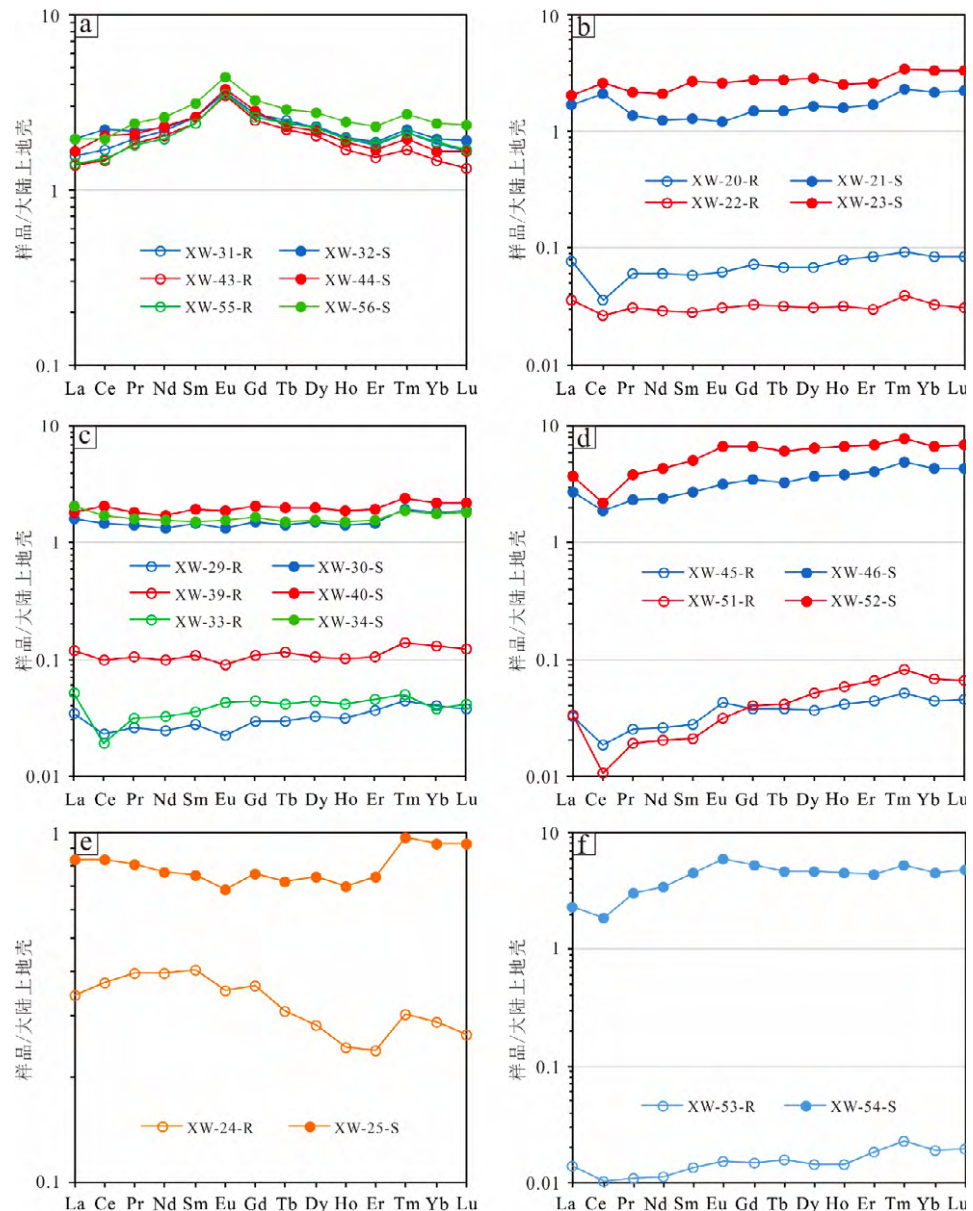 a
10
1
0.1
样品/大陆上地壳
XW-31-R XW-32-S
XW-43-R XW-44-S
XW-55-R XW-56-S
La Ce Pr Nd Sm Eu Gd Tb Dy Ho Er Tm Yb Lu
b
10
1
0.1
0.01
样品/大陆上地壳
XW-20-R XW-21-S
XW-22-R XW-23-S
La Ce Pr Nd Sm Eu Gd Tb Dy Ho Er Tm Yb Lu
c
10
1
0.1
0.01
样品/大陆上地壳
XW-29-R XW-30-S
XW-39-R XW-40-S
XW-33-R XW-34-S
La Ce Pr Nd Sm Eu Gd Tb Dy Ho Er Tm Yb Lu
d
10
1
0.1
0.01
样品/大陆上地壳
XW-45-R XW-46-S
XW-51-R XW-52-S
La Ce Pr Nd Sm Eu Gd Tb Dy Ho Er Tm Yb Lu
e
1
0.1
样品/大陆上地壳
XW-24-R XW-25-S
La Ce Pr Nd Sm Eu Gd Tb Dy Ho Er Tm Yb Lu
f
10
1
0.1
0.01
样品/大陆上地壳
XW-53-R XW-54-S
La Ce Pr Nd Sm Eu Gd Tb Dy Ho Er Tm Yb Lu